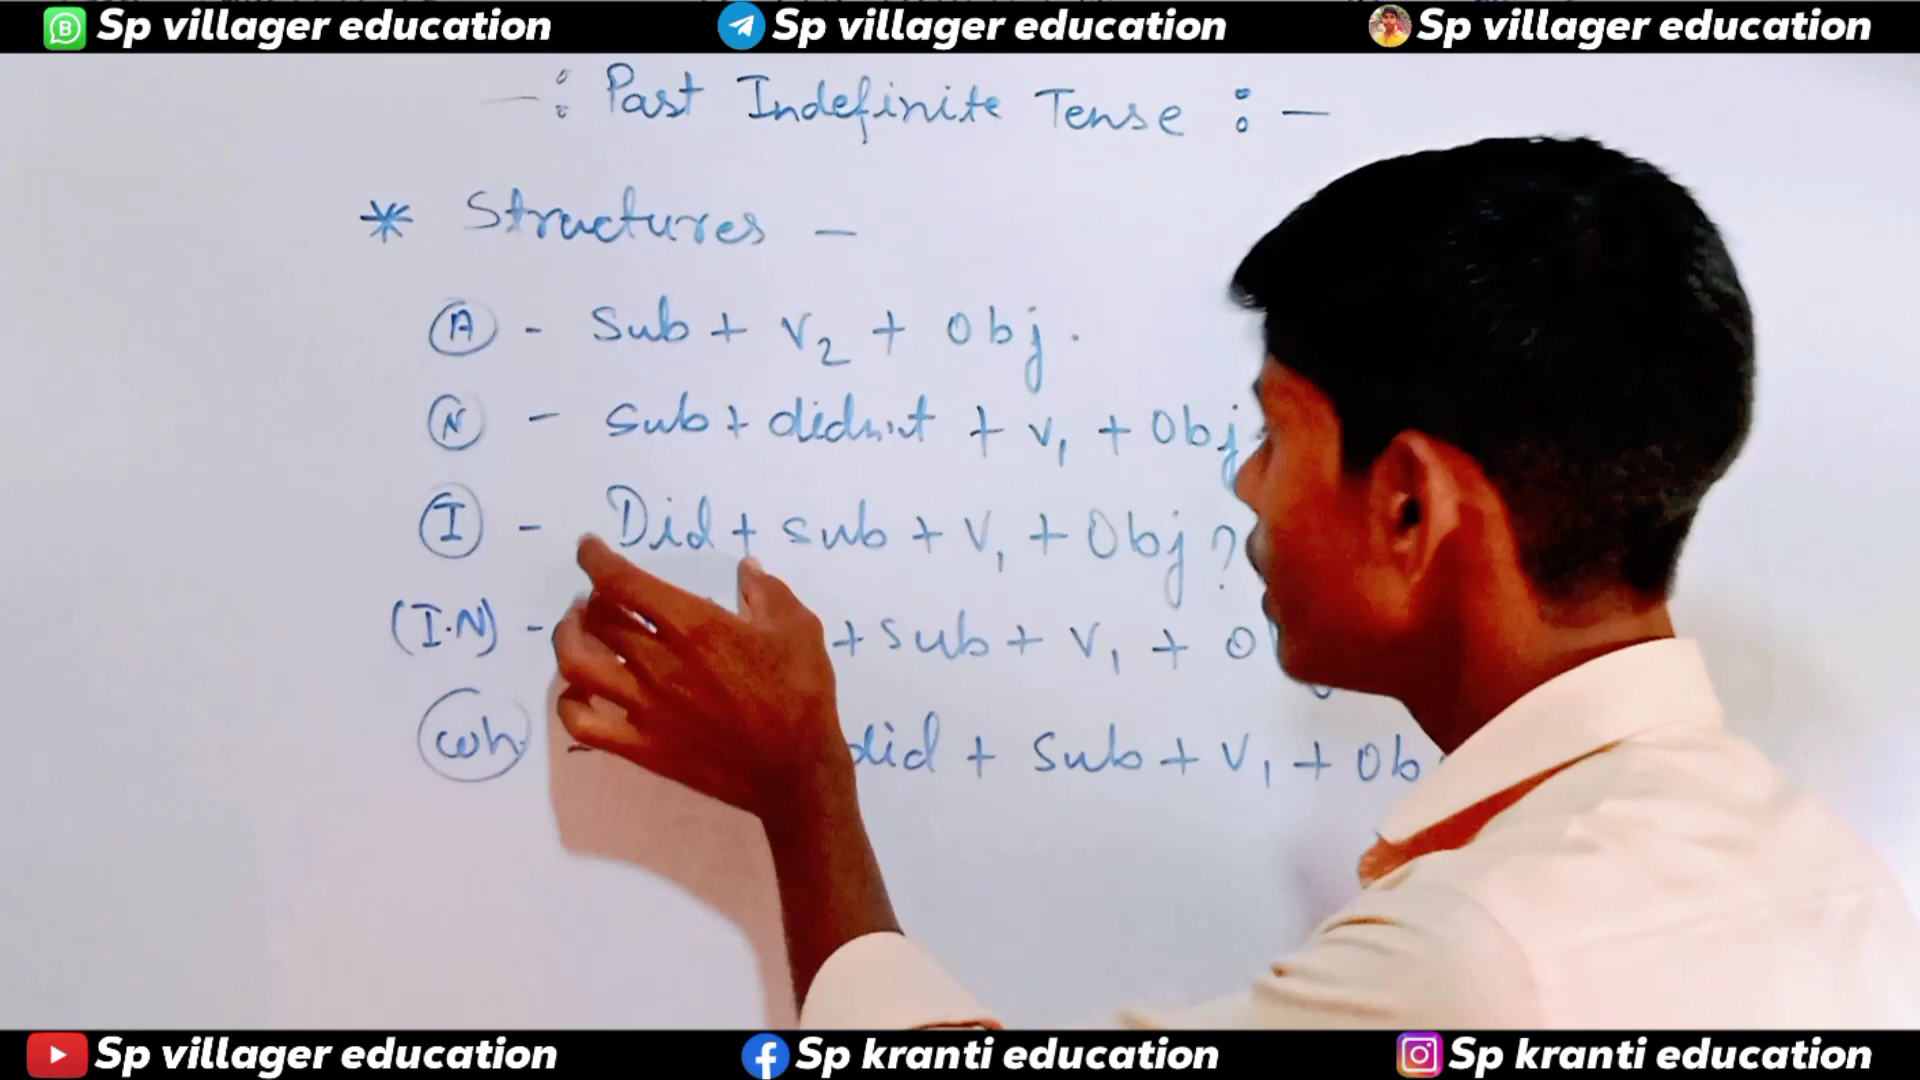 Sp villager education Sp villager education Sp villager education
-: Past Indefinite Tense :-
* Structures -
(A) - Sub + V2 + Obj.
(N) - Sub + didn't + V1 + Obj
(I) - Did + sub + V1 + Obj ?
(I.N) - + sub + V1 +
(Wh) - did + Sub + V1 + Ob
Sp villager education Sp kranti education Sp kranti education